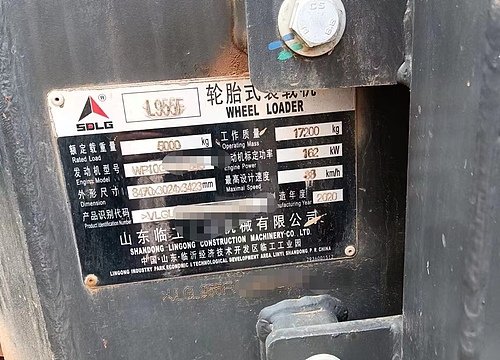 SDLG
L955F
轮胎式装载机
WHEEL LOADER
额定载重量 5000 kg 工作质量 17200 kg
Rated Load Operating Mass
发动机型号 WP10G 发动机标定功率 162 kW
Engine Model Engine Power
外形尺寸 8470x3024x3423 mm 最高设计速度 38 km/h
Dimension Maximal Speed
产品识别代码 >VLGL 造年度 2020
Product Identification Number Manufacturing Year
山东临工 机械有限公司
SHANDONG LINGONG CONSTRUCTION MACHINERY CO LTD.
中国·山东·临沂经济技术开发区临工工业园
LINGONG INDUSTRY PARK,ECONOMIC & TECHNOLOGICAL DEVELOPMENT AREA, LINYI, SHANDONG P R CHINA